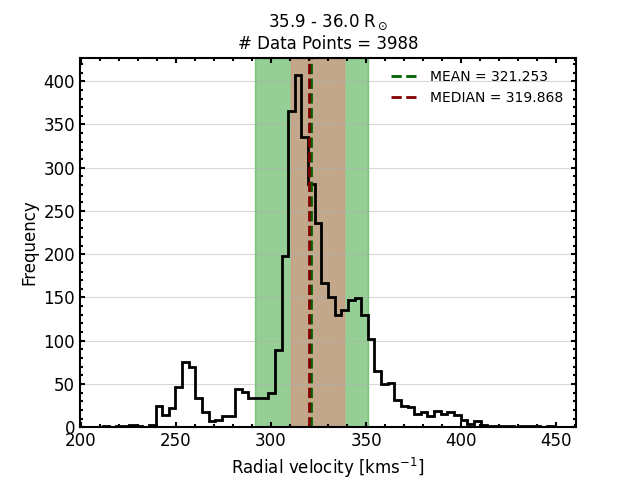 35.9 - 36.0 R⊙
# Data Points = 3988
MEAN = 321.253
MEDIAN = 319.868
400
350
300
250
200
150
100
50
0
Frequency
200 250 300 350 400 450
Radial velocity [kms⁻¹]